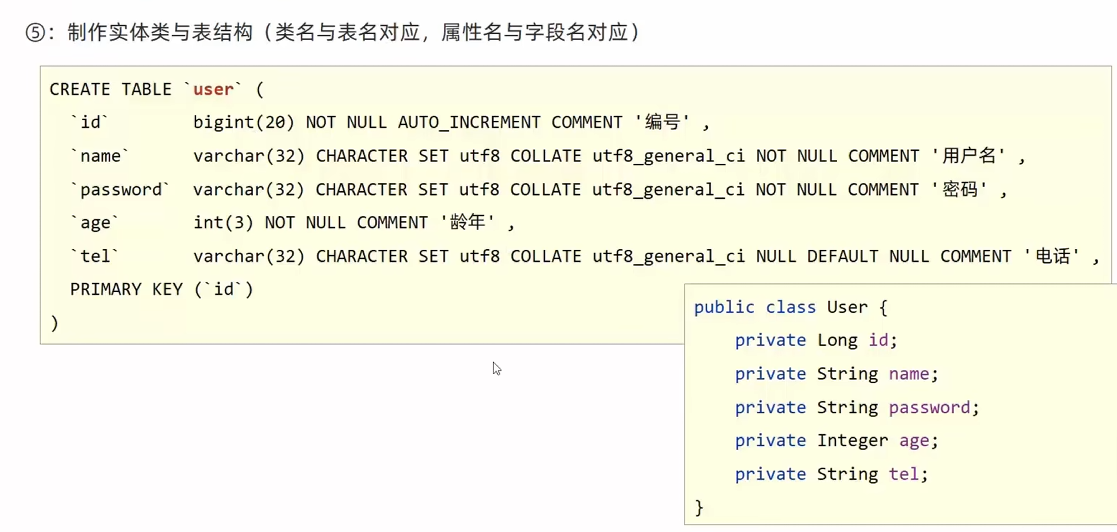 ⑤：制作实体类与表结构（类名与表名对应，属性名与字段名对应）
CREATE TABLE `user` (
`id` bigint(20) NOT NULL AUTO_INCREMENT COMMENT '编号' ,
`name` varchar(32) CHARACTER SET utf8 COLLATE utf8_general_ci NOT NULL COMMENT '用户名' ,
`password` varchar(32) CHARACTER SET utf8 COLLATE utf8_general_ci NOT NULL COMMENT '密码' ,
`age` int(3) NOT NULL COMMENT '龄年' ,
`tel` varchar(32) CHARACTER SET utf8 COLLATE utf8_general_ci NULL DEFAULT NULL COMMENT '电话' ,
PRIMARY KEY (`id`)
)
public class User {
private Long id;
private String name;
private String password;
private Integer age;
private String tel;
}